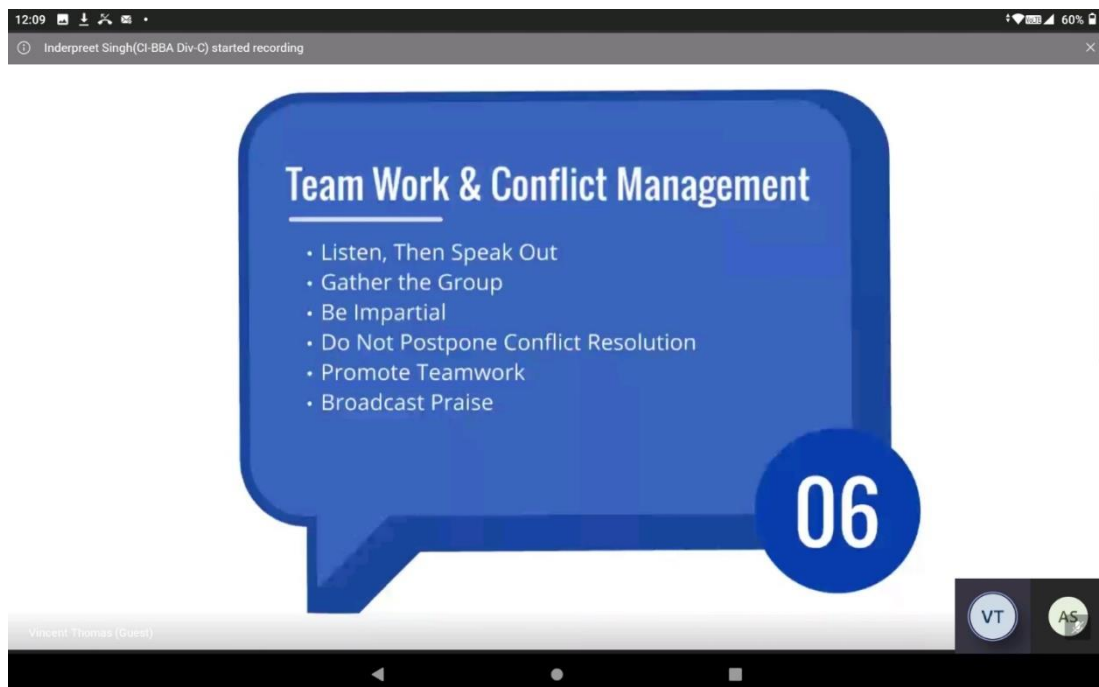 12:09
60%
Inderpreet Singh(CI-BBA Div-C) started recording
Team Work & Conflict Management
• Listen, Then Speak Out
• Gather the Group
• Be Impartial
• Do Not Postpone Conflict Resolution
• Promote Teamwork
• Broadcast Praise
06
VT
AS
Vincent Thomas (Guest)